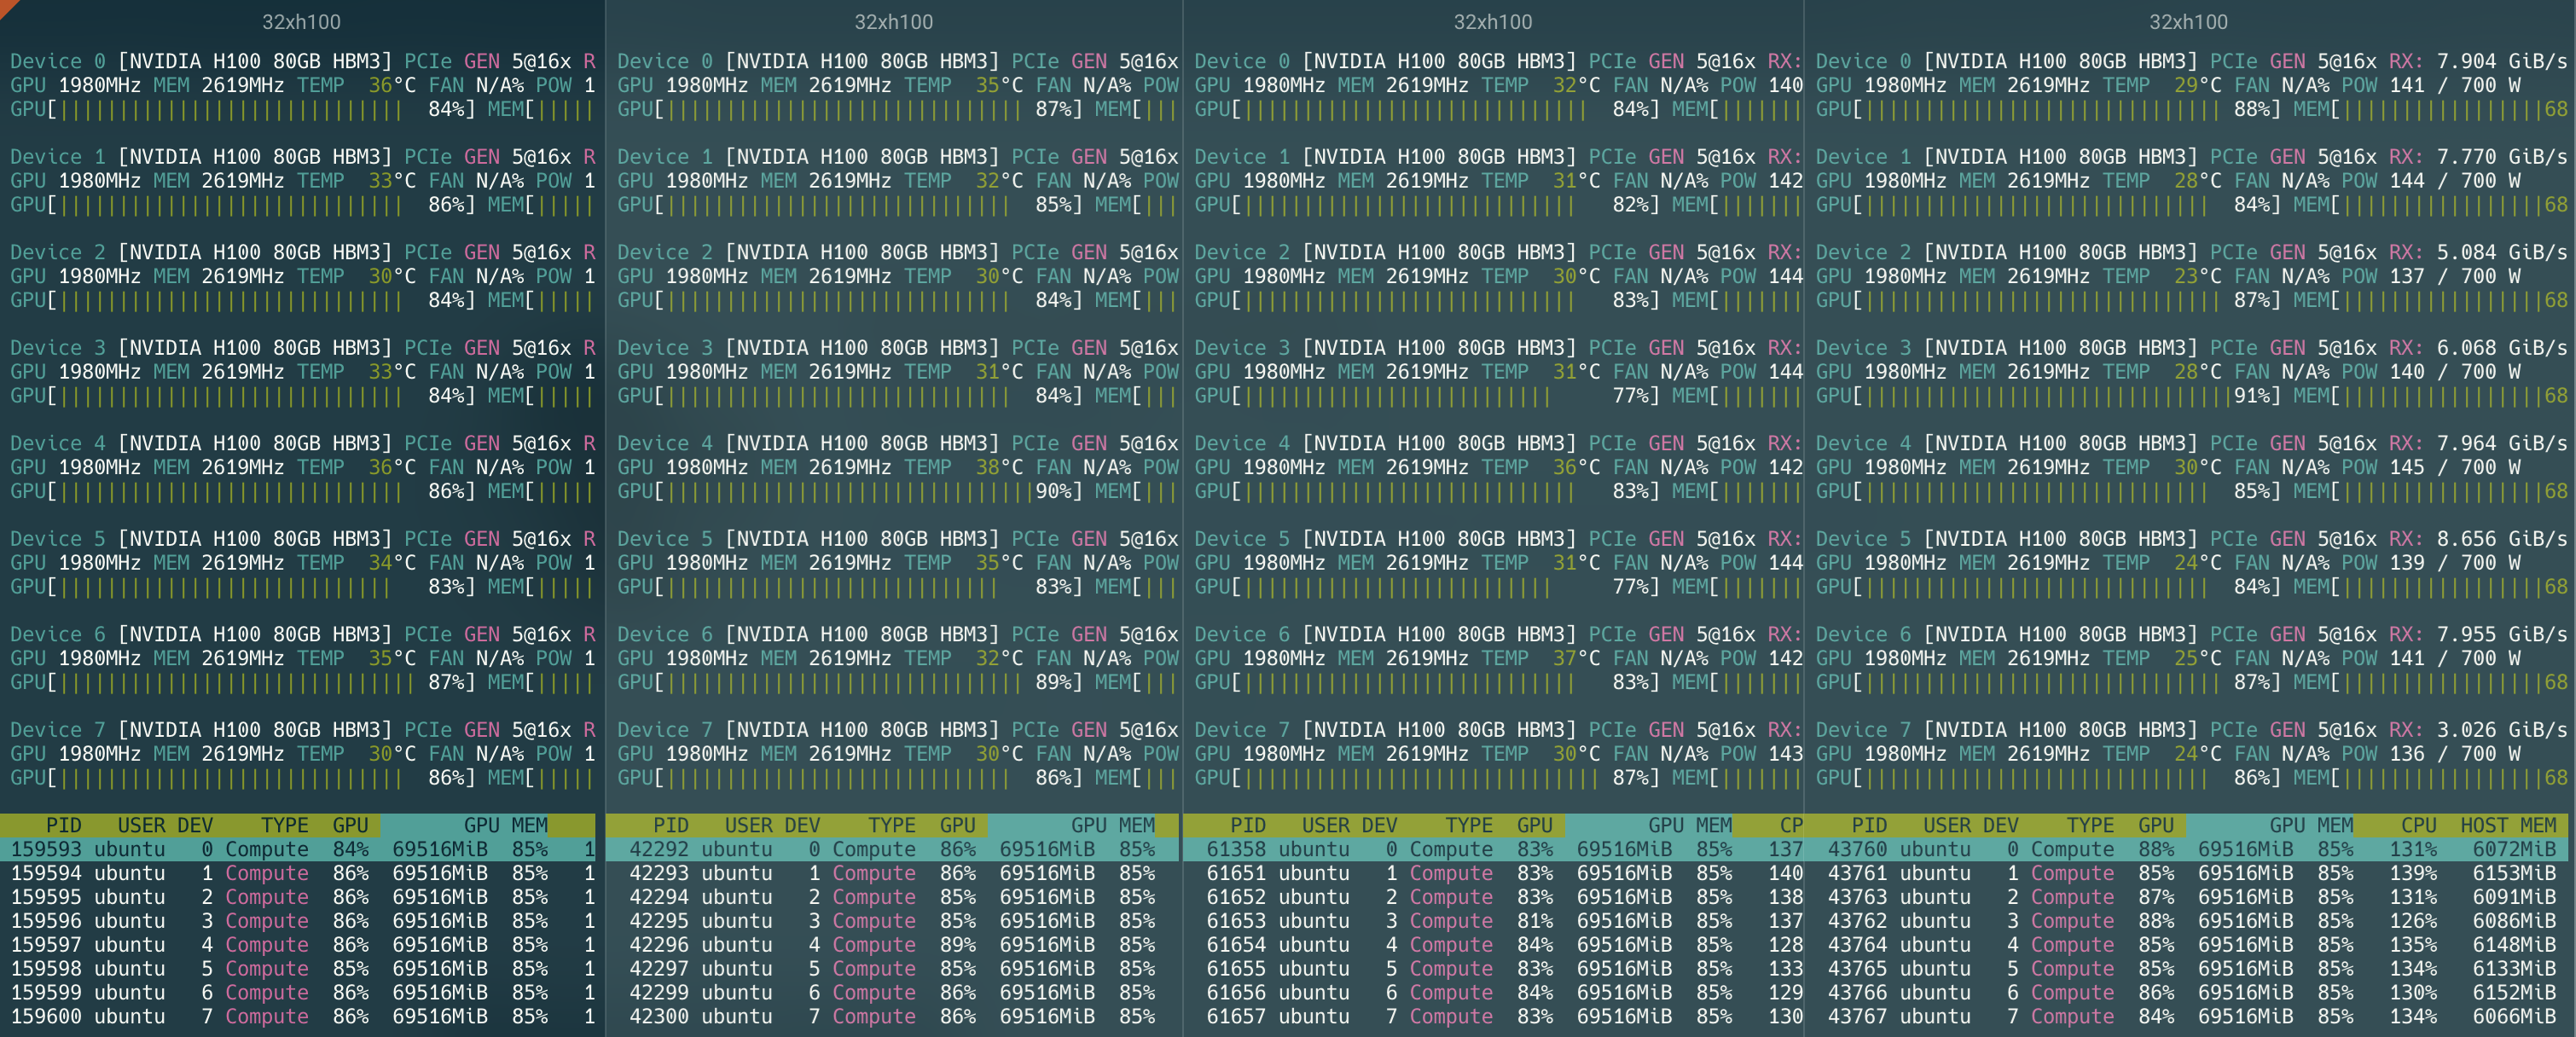 32xh100
Device 0 [NVIDIA H100 80GB HBM3] PCIe GEN 5@16x R
GPU 1980MHz MEM 2619MHz TEMP 36°C FAN N/A% POW 1
GPU[|||||||||||||||||||||||||||||   84%] MEM[|||||
Device 1 [NVIDIA H100 80GB HBM3] PCIe GEN 5@16x R
GPU 1980MHz MEM 2619MHz TEMP 33°C FAN N/A% POW 1
GPU[|||||||||||||||||||||||||||||   86%] MEM[|||||
Device 2 [NVIDIA H100 80GB HBM3] PCIe GEN 5@16x R
GPU 1980MHz MEM 2619MHz TEMP 30°C FAN N/A% POW 1
GPU[|||||||||||||||||||||||||||||   84%] MEM[|||||
Device 3 [NVIDIA H100 80GB HBM3] PCIe GEN 5@16x R
GPU 1980MHz MEM 2619MHz TEMP 33°C FAN N/A% POW 1
GPU[|||||||||||||||||||||||||||||   84%] MEM[|||||
Device 4 [NVIDIA H100 80GB HBM3] PCIe GEN 5@16x R
GPU 1980MHz MEM 2619MHz TEMP 36°C FAN N/A% POW 1
GPU[|||||||||||||||||||||||||||||   86%] MEM[|||||
Device 5 [NVIDIA H100 80GB HBM3] PCIe GEN 5@16x R
GPU 1980MHz MEM 2619MHz TEMP 34°C FAN N/A% POW 1
GPU[||||||||||||||||||||||||||||    83%] MEM[|||||
Device 6 [NVIDIA H100 80GB HBM3] PCIe GEN 5@16x R
GPU 1980MHz MEM 2619MHz TEMP 35°C FAN N/A% POW 1
GPU[||||||||||||||||||||||||||||||  87%] MEM[|||||
Device 7 [NVIDIA H100 80GB HBM3] PCIe GEN 5@16x R
GPU 1980MHz MEM 2619MHz TEMP 30°C FAN N/A% POW 1
GPU[|||||||||||||||||||||||||||||   86%] MEM[|||||
PID USER DEV TYPE GPU GPU MEM
159593 ubuntu 0 Compute 84% 69516MiB 85% 1
159594 ubuntu 1 Compute 86% 69516MiB 85% 1
159595 ubuntu 2 Compute 86% 69516MiB 85% 1
159596 ubuntu 3 Compute 86% 69516MiB 85% 1
159597 ubuntu 4 Compute 86% 69516MiB 85% 1
159598 ubuntu 5 Compute 85% 69516MiB 85% 1
159599 ubuntu 6 Compute 86% 69516MiB 85% 1
159600 ubuntu 7 Compute 86% 69516MiB 85% 1
32xh100
Device 0 [NVIDIA H100 80GB HBM3] PCIe GEN 5@16x
GPU 1980MHz MEM 2619MHz TEMP 35°C FAN N/A% POW
GPU[||||||||||||||||||||||||||||||  87%] MEM[|||
Device 1 [NVIDIA H100 80GB HBM3] PCIe GEN 5@16x
GPU 1980MHz MEM 2619MHz TEMP 32°C FAN N/A% POW
GPU[|||||||||||||||||||||||||||||   85%] MEM[|||
Device 2 [NVIDIA H100 80GB HBM3] PCIe GEN 5@16x
GPU 1980MHz MEM 2619MHz TEMP 30°C FAN N/A% POW
GPU[|||||||||||||||||||||||||||||   84%] MEM[|||
Device 3 [NVIDIA H100 80GB HBM3] PCIe GEN 5@16x
GPU 1980MHz MEM 2619MHz TEMP 31°C FAN N/A% POW
GPU[|||||||||||||||||||||||||||||   84%] MEM[|||
Device 4 [NVIDIA H100 80GB HBM3] PCIe GEN 5@16x
GPU 1980MHz MEM 2619MHz TEMP 38°C FAN N/A% POW
GPU[|||||||||||||||||||||||||||||||90%] MEM[|||
Device 5 [NVIDIA H100 80GB HBM3] PCIe GEN 5@16x
GPU 1980MHz MEM 2619MHz TEMP 35°C FAN N/A% POW
GPU[||||||||||||||||||||||||||||    83%] MEM[|||
Device 6 [NVIDIA H100 80GB HBM3] PCIe GEN 5@16x
GPU 1980MHz MEM 2619MHz TEMP 32°C FAN N/A% POW
GPU[||||||||||||||||||||||||||||||  89%] MEM[|||
Device 7 [NVIDIA H100 80GB HBM3] PCIe GEN 5@16x
GPU 1980MHz MEM 2619MHz TEMP 30°C FAN N/A% POW
GPU[|||||||||||||||||||||||||||||   86%] MEM[|||
PID USER DEV TYPE GPU GPU MEM
42292 ubuntu 0 Compute 86% 69516MiB 85%
42293 ubuntu 1 Compute 86% 69516MiB 85%
42294 ubuntu 2 Compute 85% 69516MiB 85%
42295 ubuntu 3 Compute 85% 69516MiB 85%
42296 ubuntu 4 Compute 89% 69516MiB 85%
42297 ubuntu 5 Compute 85% 69516MiB 85%
42299 ubuntu 6 Compute 86% 69516MiB 85%
42300 ubuntu 7 Compute 86% 69516MiB 85%
32xh100
Device 0 [NVIDIA H100 80GB HBM3] PCIe GEN 5@16x RX:
GPU 1980MHz MEM 2619MHz TEMP 32°C FAN N/A% POW 140
GPU[|||||||||||||||||||||||||||||   84%] MEM[|||||||
Device 1 [NVIDIA H100 80GB HBM3] PCIe GEN 5@16x RX:
GPU 1980MHz MEM 2619MHz TEMP 31°C FAN N/A% POW 142
GPU[||||||||||||||||||||||||||||    82%] MEM[|||||||
Device 2 [NVIDIA H100 80GB HBM3] PCIe GEN 5@16x RX:
GPU 1980MHz MEM 2619MHz TEMP 30°C FAN N/A% POW 144
GPU[||||||||||||||||||||||||||||    83%] MEM[|||||||
Device 3 [NVIDIA H100 80GB HBM3] PCIe GEN 5@16x RX:
GPU 1980MHz MEM 2619MHz TEMP 31°C FAN N/A% POW 144
GPU[||||||||||||||||||||||||||      77%] MEM[|||||||
Device 4 [NVIDIA H100 80GB HBM3] PCIe GEN 5@16x RX:
GPU 1980MHz MEM 2619MHz TEMP 36°C FAN N/A% POW 142
GPU[||||||||||||||||||||||||||||    83%] MEM[|||||||
Device 5 [NVIDIA H100 80GB HBM3] PCIe GEN 5@16x RX:
GPU 1980MHz MEM 2619MHz TEMP 31°C FAN N/A% POW 144
GPU[||||||||||||||||||||||||||      77%] MEM[|||||||
Device 6 [NVIDIA H100 80GB HBM3] PCIe GEN 5@16x RX:
GPU 1980MHz MEM 2619MHz TEMP 37°C FAN N/A% POW 142
GPU[||||||||||||||||||||||||||||    83%] MEM[|||||||
Device 7 [NVIDIA H100 80GB HBM3] PCIe GEN 5@16x RX:
GPU 1980MHz MEM 2619MHz TEMP 30°C FAN N/A% POW 143
GPU[||||||||||||||||||||||||||||||  87%] MEM[|||||||
PID USER DEV TYPE GPU GPU MEM CP
61358 ubuntu 0 Compute 83% 69516MiB 85% 137
61651 ubuntu 1 Compute 83% 69516MiB 85% 140
61652 ubuntu 2 Compute 83% 69516MiB 85% 138
61653 ubuntu 3 Compute 81% 69516MiB 85% 137
61654 ubuntu 4 Compute 84% 69516MiB 85% 128
61655 ubuntu 5 Compute 83% 69516MiB 85% 133
61656 ubuntu 6 Compute 84% 69516MiB 85% 129
61657 ubuntu 7 Compute 83% 69516MiB 85% 130
32xh100
Device 0 [NVIDIA H100 80GB HBM3] PCIe GEN 5@16x RX: 7.904 GiB/s
GPU 1980MHz MEM 2619MHz TEMP 29°C FAN N/A% POW 141 / 700 W
GPU[|||||||||||||||||||||||||||||| 88%] MEM[|||||||||||||||||68
Device 1 [NVIDIA H100 80GB HBM3] PCIe GEN 5@16x RX: 7.770 GiB/s
GPU 1980MHz MEM 2619MHz TEMP 28°C FAN N/A% POW 144 / 700 W
GPU[|||||||||||||||||||||||||||||  84%] MEM[|||||||||||||||||68
Device 2 [NVIDIA H100 80GB HBM3] PCIe GEN 5@16x RX: 5.084 GiB/s
GPU 1980MHz MEM 2619MHz TEMP 23°C FAN N/A% POW 137 / 700 W
GPU[|||||||||||||||||||||||||||||| 87%] MEM[|||||||||||||||||68
Device 3 [NVIDIA H100 80GB HBM3] PCIe GEN 5@16x RX: 6.068 GiB/s
GPU 1980MHz MEM 2619MHz TEMP 28°C FAN N/A% POW 140 / 700 W
GPU[|||||||||||||||||||||||||||||||91%] MEM[|||||||||||||||||68
Device 4 [NVIDIA H100 80GB HBM3] PCIe GEN 5@16x RX: 7.964 GiB/s
GPU 1980MHz MEM 2619MHz TEMP 30°C FAN N/A% POW 145 / 700 W
GPU[|||||||||||||||||||||||||||||  85%] MEM[|||||||||||||||||68
Device 5 [NVIDIA H100 80GB HBM3] PCIe GEN 5@16x RX: 8.656 GiB/s
GPU 1980MHz MEM 2619MHz TEMP 24°C FAN N/A% POW 139 / 700 W
GPU[|||||||||||||||||||||||||||||  84%] MEM[|||||||||||||||||68
Device 6 [NVIDIA H100 80GB HBM3] PCIe GEN 5@16x RX: 7.955 GiB/s
GPU 1980MHz MEM 2619MHz TEMP 25°C FAN N/A% POW 141 / 700 W
GPU[|||||||||||||||||||||||||||||| 87%] MEM[|||||||||||||||||68
Device 7 [NVIDIA H100 80GB HBM3] PCIe GEN 5@16x RX: 3.026 GiB/s
GPU 1980MHz MEM 2619MHz TEMP 24°C FAN N/A% POW 136 / 700 W
GPU[|||||||||||||||||||||||||||||  86%] MEM[|||||||||||||||||68
PID USER DEV TYPE GPU GPU MEM CPU HOST MEM
43760 ubuntu 0 Compute 88% 69516MiB 85% 131% 6072MiB
43761 ubuntu 1 Compute 85% 69516MiB 85% 139% 6153MiB
43763 ubuntu 2 Compute 87% 69516MiB 85% 131% 6091MiB
43762 ubuntu 3 Compute 88% 69516MiB 85% 126% 6086MiB
43764 ubuntu 4 Compute 85% 69516MiB 85% 135% 6148MiB
43765 ubuntu 5 Compute 85% 69516MiB 85% 134% 6133MiB
43766 ubuntu 6 Compute 86% 69516MiB 85% 130% 6152MiB
43767 ubuntu 7 Compute 84% 69516MiB 85% 134% 6066MiB